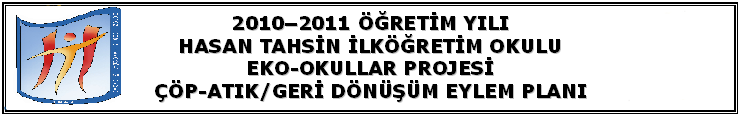 2010–2011 ÖĞRETİM YILI
HASAN TAHSİN İLKÖĞRETİM OKULU
EKO-OKULLAR PROJESİ
ÇÖP-ATIK/GERİ DÖNÜŞÜM EYLEM PLANI